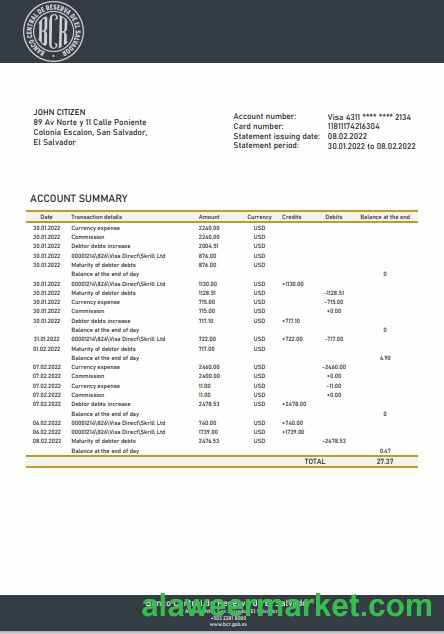 BANCO CENTRAL DE RESERVA DE EL SALVADOR
BCR
JOHN CITIZEN
89 Av Norte y 11 Calle Poniente
Colonia Escalon, San Salvador,
El Salvador
Account number: Visa 4311 **** **** 2134
Card number: 11811174216304
Statement issuing date: 08.02.2022
Statement period: 30.01.2022 to 08.02.2022
ACCOUNT SUMMARY
Date Transaction details Amount Currency Credits Debits Balance at the end
30.01.2022 Currency expense 2240.00 USD
30.01.2022 Commission 2240.00 USD
30.01.2022 Debtor debts increase 2004.51 USD
30.01.2022 00001214\826\Visa Direct\Skrill Ltd 876.00 USD
30.01.2022 Maturity of debtor debts 876.00 USD
Balance at the end of day 0
30.01.2022 00001214\826\Visa Direct\Skrill Ltd 1130.00 USD +1130.00
30.01.2022 Maturity of debtor debts 1128.51 USD -1128.51
30.01.2022 Currency expense 715.00 USD -715.00
30.01.2022 Commission 715.00 USD +0.00
30.01.2022 Debtor debts increase 717.10 USD +717.10
Balance at the end of day 0
31.01.2022 00001214\826\Visa Direct\Skrill Ltd 722.00 USD +722.00 -717.00
01.02.2022 Maturity of debtor debts 717.00 USD
Balance at the end of day 4.90
07.02.2022 Currency expense 2460.00 USD -2460.00
07.02.2022 Commission 2400.00 USD +0.00
07.02.2022 Currency expense 11.00 USD -11.00
07.02.2022 Commission 11.00 USD +0.00
07.02.2022 Debtor debts increase 2478.53 USD +2478.00
Balance at the end of day 0
06.02.2022 00001214\826\Visa Direct\Skrill Ltd 740.00 USD +740.00
06.02.2022 00001214\826\Visa Direct\Skrill Ltd 1739.00 USD +1739.00
08.02.2022 Maturity of debtor debts 2476.53 USD -2478.53
Balance at the end of day 0.47
TOTAL 27.37
Banco Central de Reserva de El Salvador
alaweermarket.com
+503 2281 8000
www.bcr.gob.sv